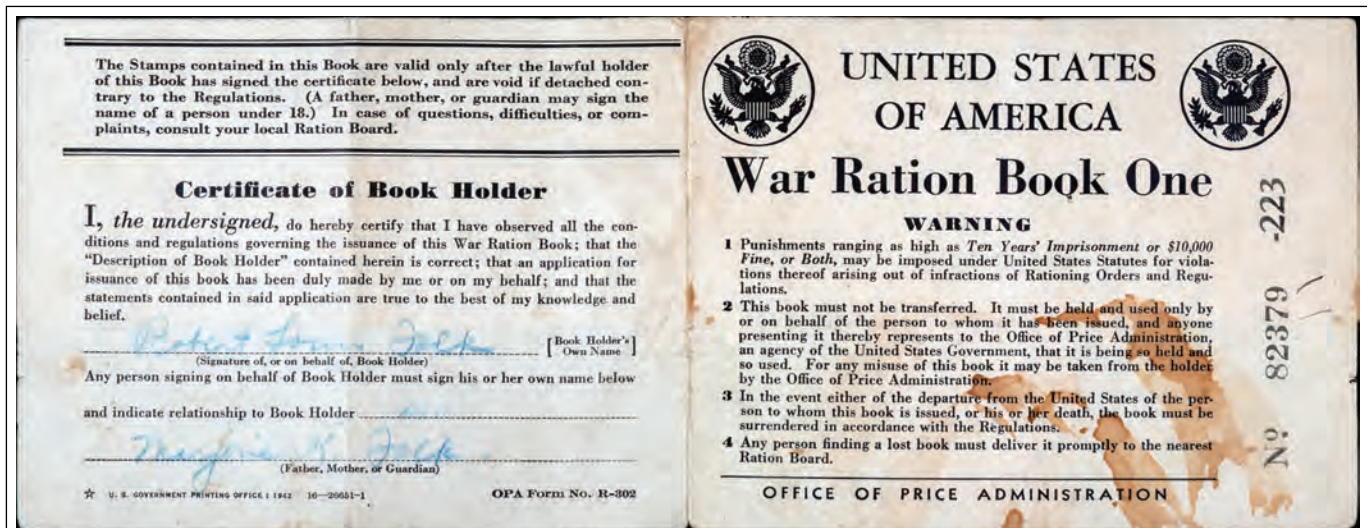 The Stamps contained in this Book are valid only after the lawful holder
of this Book has signed the certificate below, and are void if detached con-
trary to the Regulations. (A father, mother, or guardian may sign the
name of a person under 18.) In case of questions, difficulties, or com-
plaints, consult your local Ration Board.
Certificate of Book Holder
I, the undersigned, do hereby certify that I have observed all the con-
ditions and regulations governing the issuance of this War Ration Book; that the
“Description of Book Holder” contained herein is correct; that an application for
issuance of this book has been duly made by me or on my behalf; and that the
statements contained in said application are true to the best of my knowledge and
belief.
Robert
[Book Holder's
Own Name]
(Signature of, or on behalf of, Book Holder)
Any person signing on behalf of Book Holder must sign his or her own name below
and indicate relationship to Book Holder
K.
(Father, Mother, or Guardian)
☆ U. S. GOVERNMENT PRINTING OFFICE : 1942 16—26651-1
OPA Form No. R-302
UNITED STATES
OF AMERICA
War Ration Book One
WARNING
1 Punishments ranging as high as Ten Years' Imprisonment or $10,000
Fine, or Both, may be imposed under United States Statutes for viola-
tions thereof arising out of infractions of Rationing Orders and Regu-
lations.
2 This book must not be transferred. It must be held and used only by
or on behalf of the person to whom it has been issued, and anyone
presenting it thereby represents to the Office of Price Administration,
an agency of the United States Government, that it is being so held and
so used. For any misuse of this book it may be taken from the holder
by the Office of Price Administration.
3 In the event either of the departure from the United States of the per-
son to whom this book is issued, or his or her death, the book must be
surrendered in accordance with the Regulations.
4 Any person finding a lost book must deliver it promptly to the nearest
Ration Board.
OFFICE OF PRICE ADMINISTRATION
Nº 82379 -223